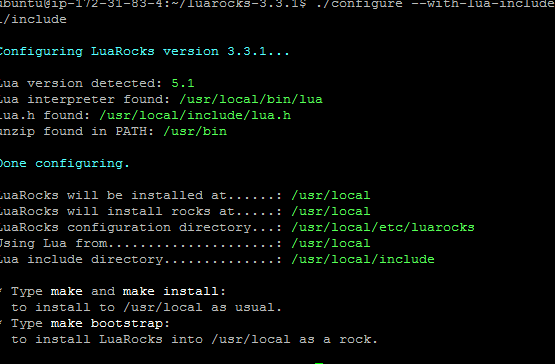 ubuntu@ip-172-31-83-4:~/luarocks-3.3.1$ ./configure --with-lua-include
l/include
Configuring LuaRocks version 3.3.1...
Lua version detected: 5.1
Lua interpreter found: /usr/local/bin/lua
lua.h found: /usr/local/include/lua.h
unzip found in PATH: /usr/bin
Done configuring.
LuaRocks will be installed at......: /usr/local
LuaRocks will install rocks at.....: /usr/local
LuaRocks configuration directory...: /usr/local/etc/luarocks
Using Lua from.....................: /usr/local
Lua include directory..............: /usr/local/include
* Type make and make install:
to install to /usr/local as usual.
* Type make bootstrap:
to install LuaRocks into /usr/local as a rock.